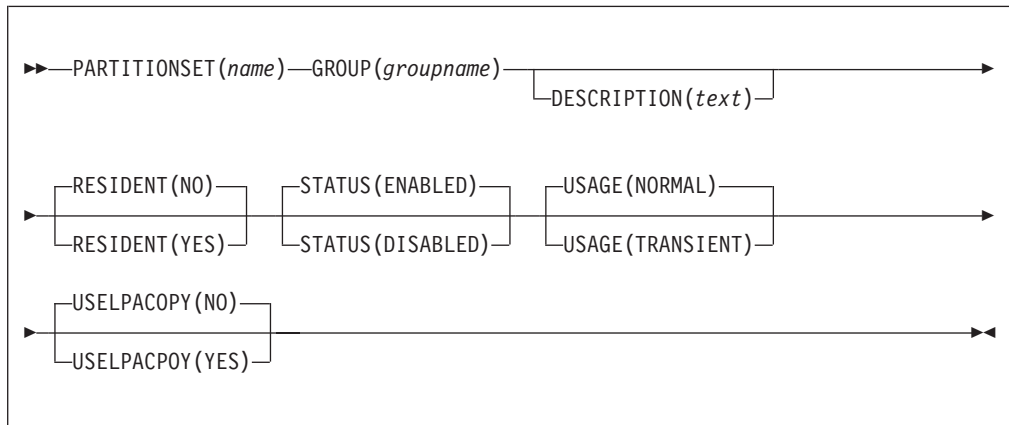 PARTITIONSET(name) GROUP(groupname)
DESCRIPTION(text)
RESIDENT(NO) STATUS(ENABLED) USAGE(NORMAL)
RESIDENT(YES) STATUS(DISABLED) USAGE(TRANSIENT)
USELPACOPY(NO)
USELPACPOY(YES)